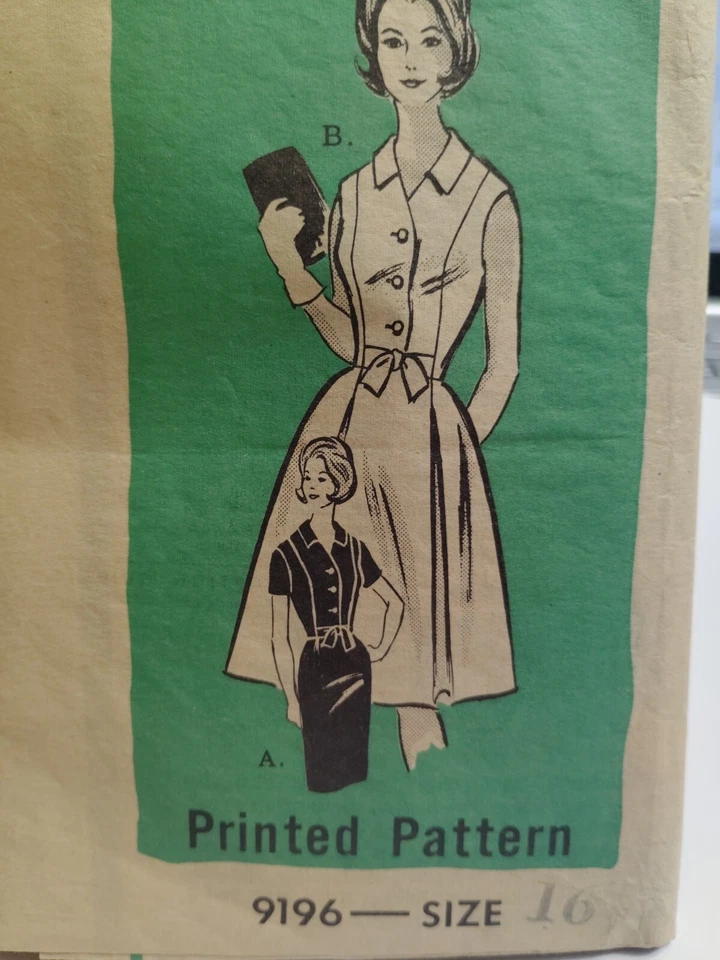 B.
A.
Printed Pattern
9196 — SIZE 16